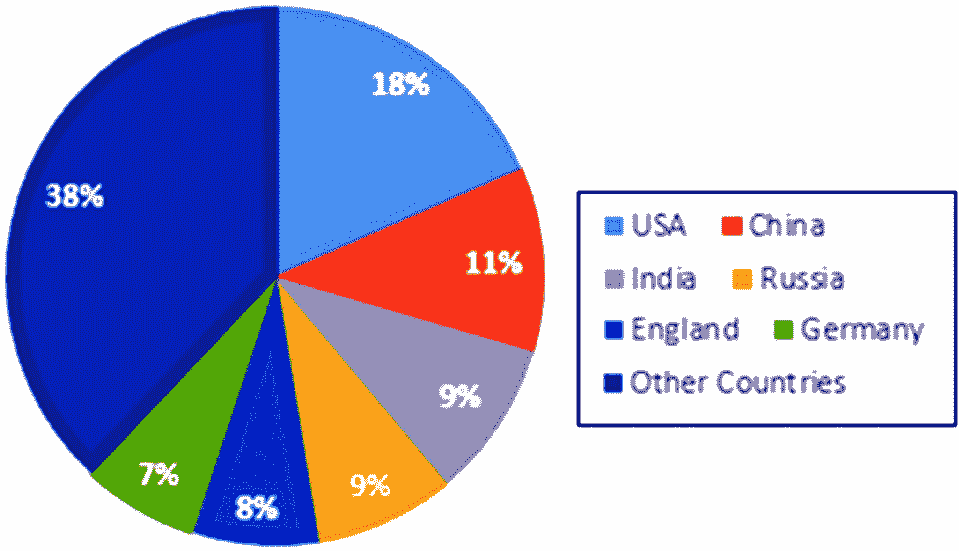 18%
38%
11%
9%
9%
7%
8%
USA China
India Russia
England Germany
Other Countries